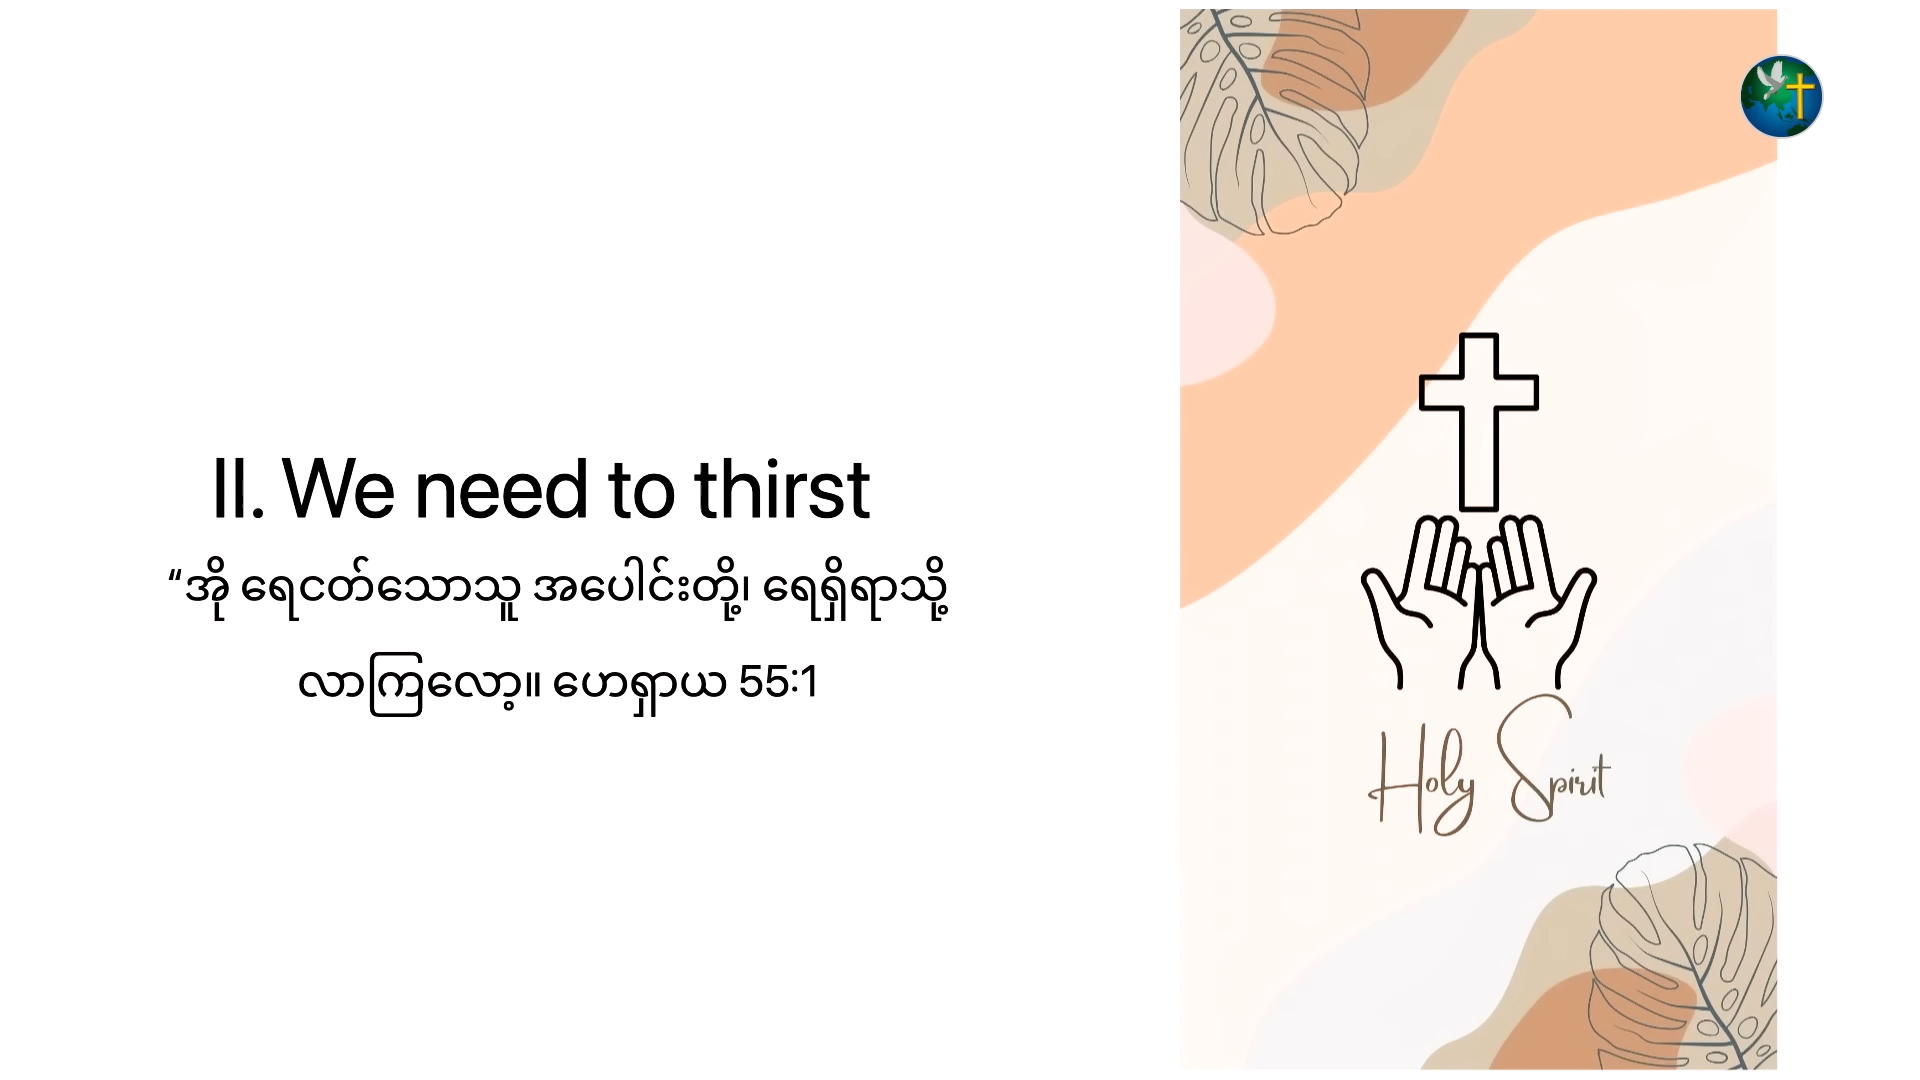 II. We need to thirst
“အို ရေငတ်သောသူ အပေါင်းတို့၊ ရေရှိရာသို့
လာကြလော့။ ဟေရှာယ 55:1
Holy Spirit